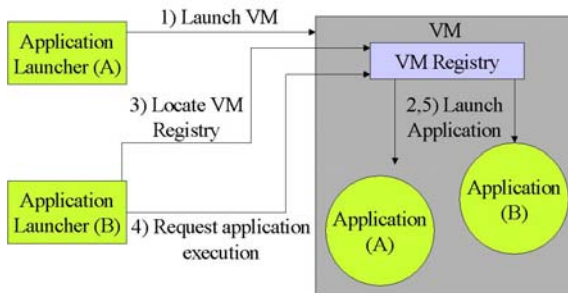 1) Launch VM
Application
Launcher (A)
VM
VM Registry
3) Locate VM
Registry
2,5) Launch
Application
Application
Launcher (B)
4) Request application
execution
Application
(A)
Application
(B)